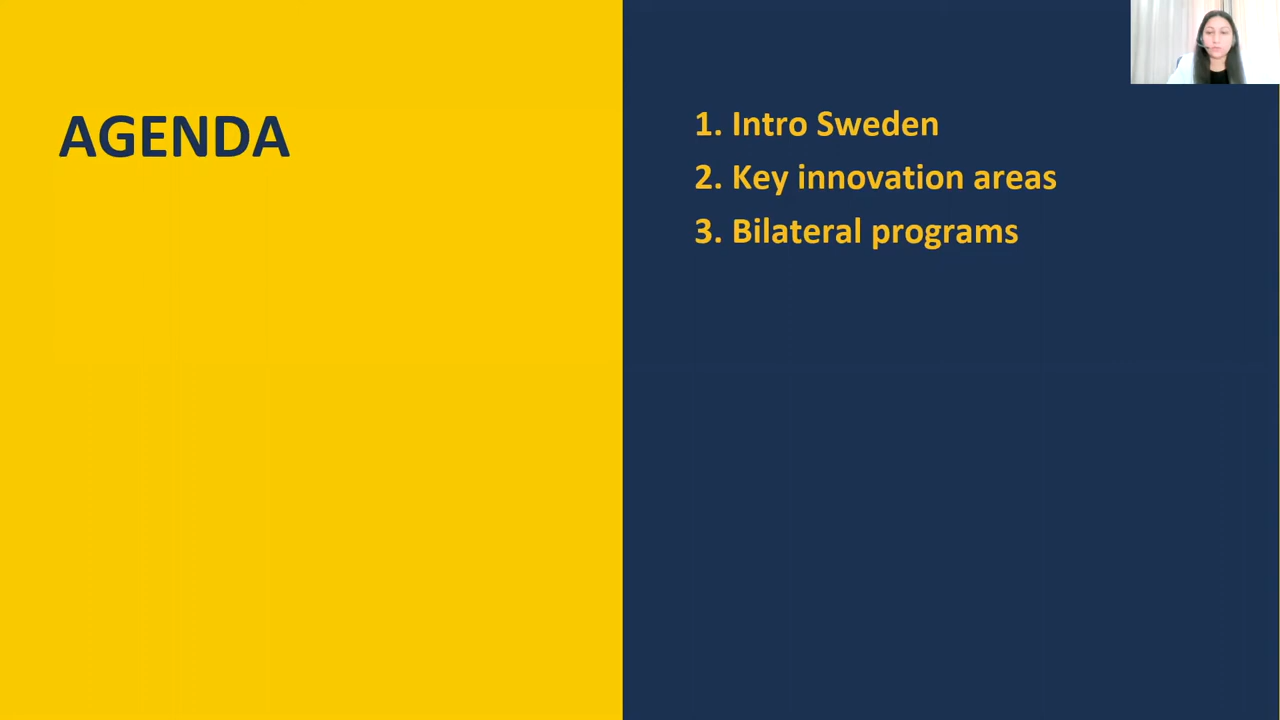 AGENDA
1. Intro Sweden
2. Key innovation areas
3. Bilateral programs